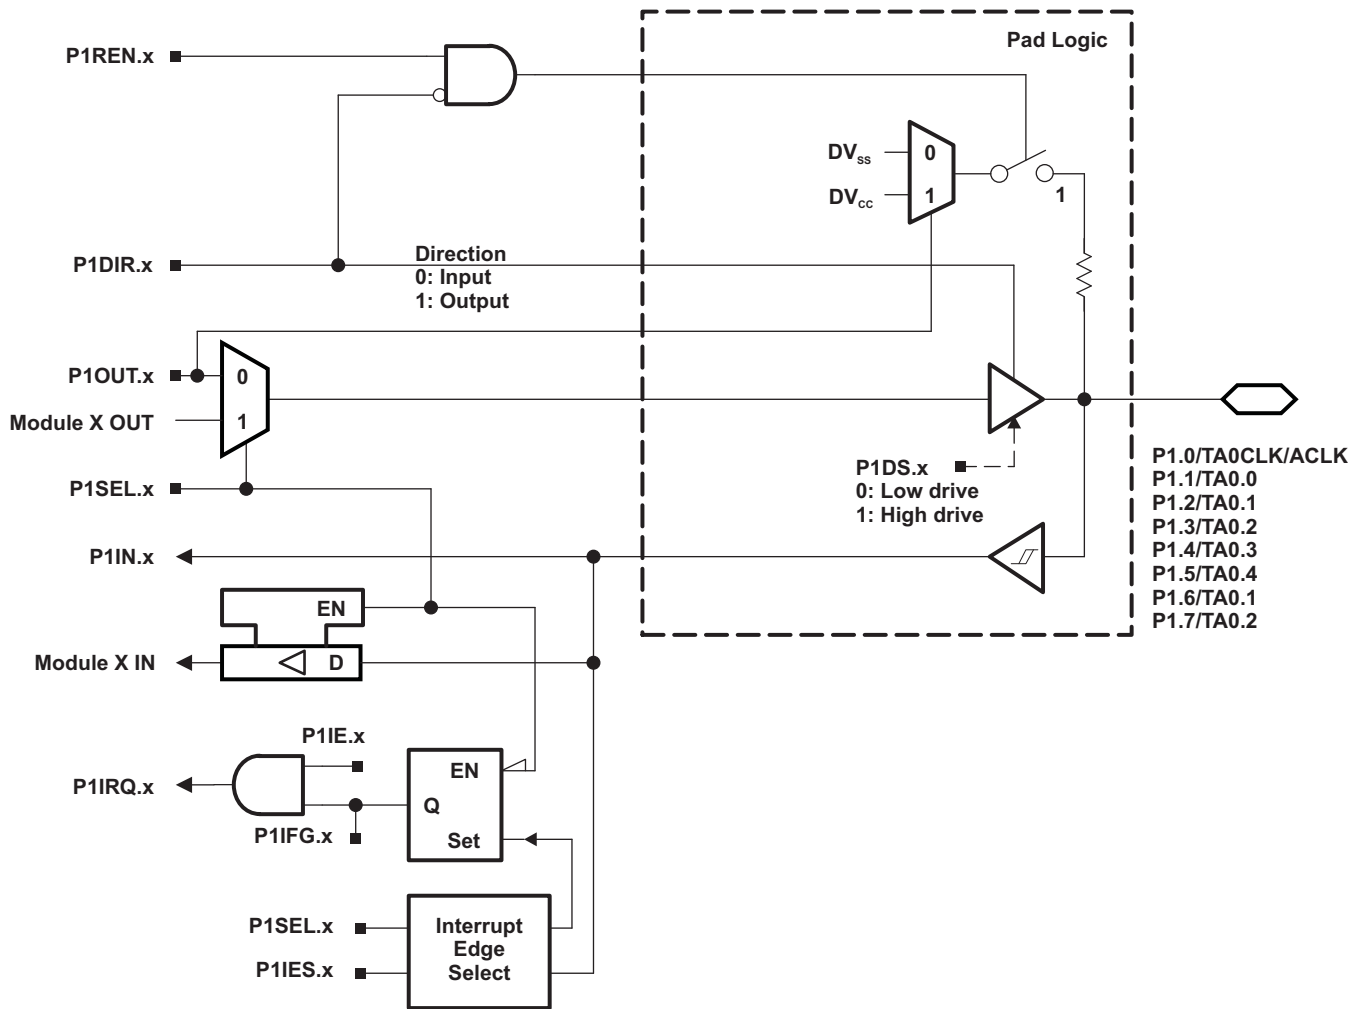 Pad Logic
P1REN.x
DVss
0
DVcc
1
1
P1DIR.x
Direction
0: Input
1: Output
P1OUT.x
0
Module X OUT
1
P1DS.x
0: Low drive
1: High drive
P1.0/TA0CLK/ACLK
P1.1/TA0.0
P1.2/TA0.1
P1.3/TA0.2
P1.4/TA0.3
P1.5/TA0.4
P1.6/TA0.1
P1.7/TA0.2
P1SEL.x
P1IN.x
EN
Module X IN
D
P1IE.x
P1IRQ.x
EN
Q
P1IFG.x
Set
P1SEL.x
P1IES.x
Interrupt
Edge
Select